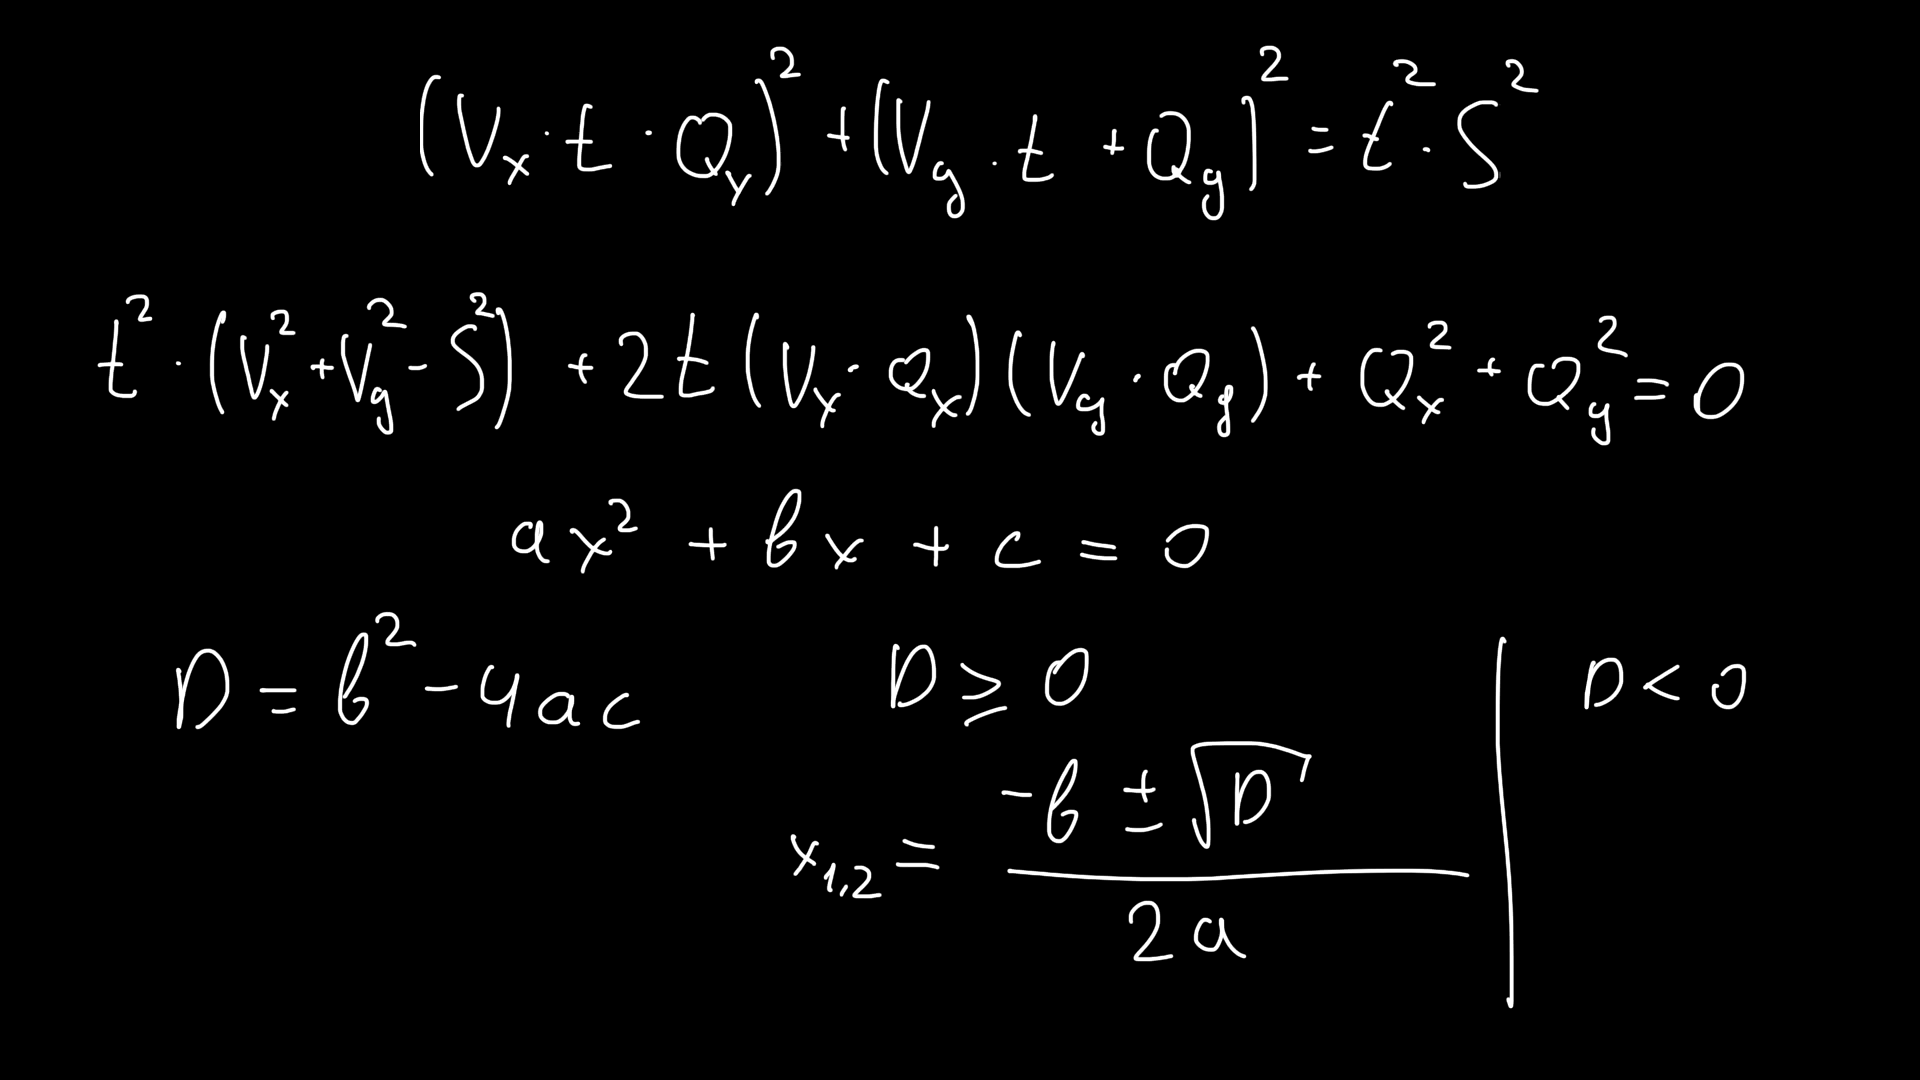 (Vₓ · t · Qₓ)² + (Vy · t + Qy)² = t² · S²
t² · (Vₓ² + Vy² - S²) + 2t (Vₓ · Qₓ)(Vy · Qy) + Qₓ² + Qy² = 0
ax² + bx + c = 0
D = b² - 4ac
D ≥ 0
x₁,₂ = (-b ± √D) / 2a
D < 0